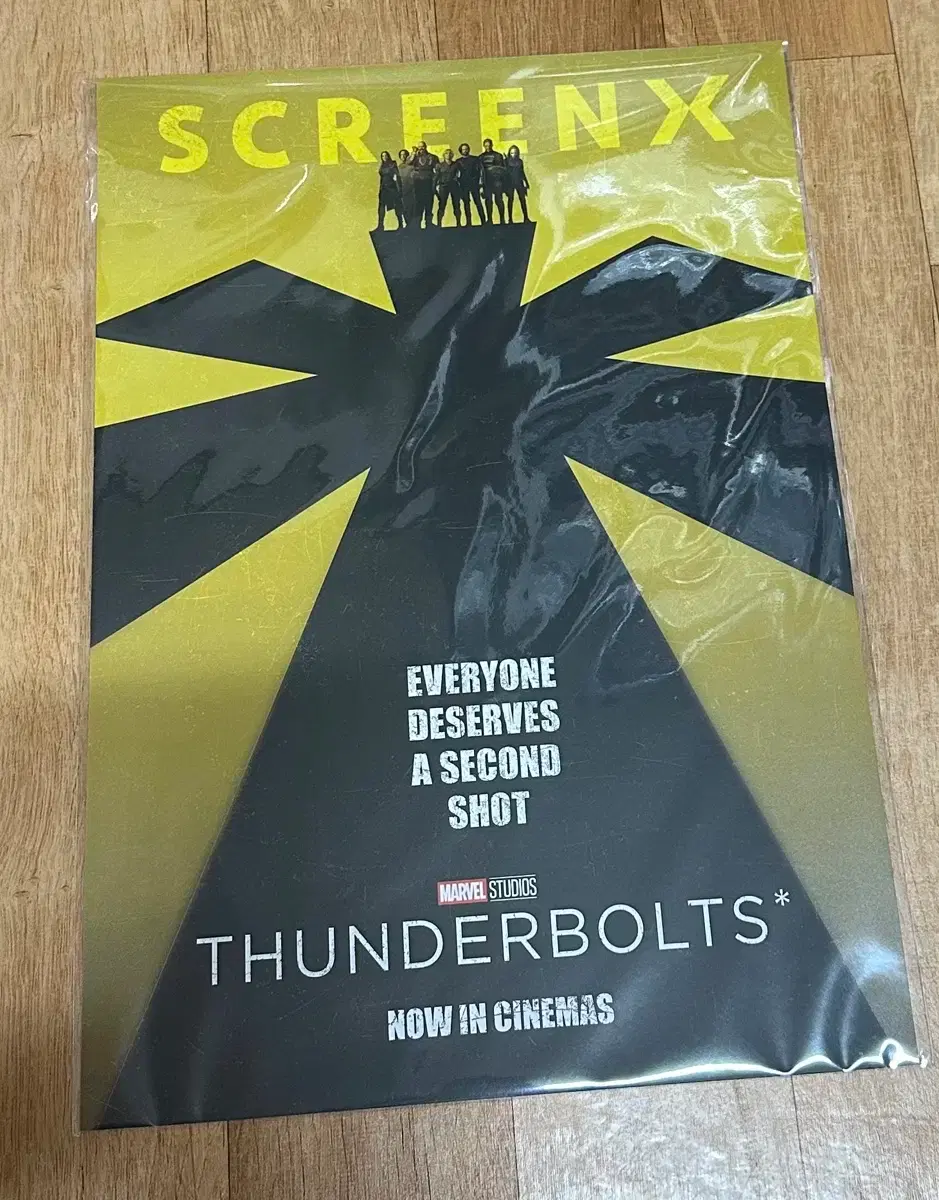 SCREENX
EVERYONE
DESERVES
A SECOND
SHOT
MARVEL STUDIOS
THUNDERBOLTS*
NOW IN CINEMAS